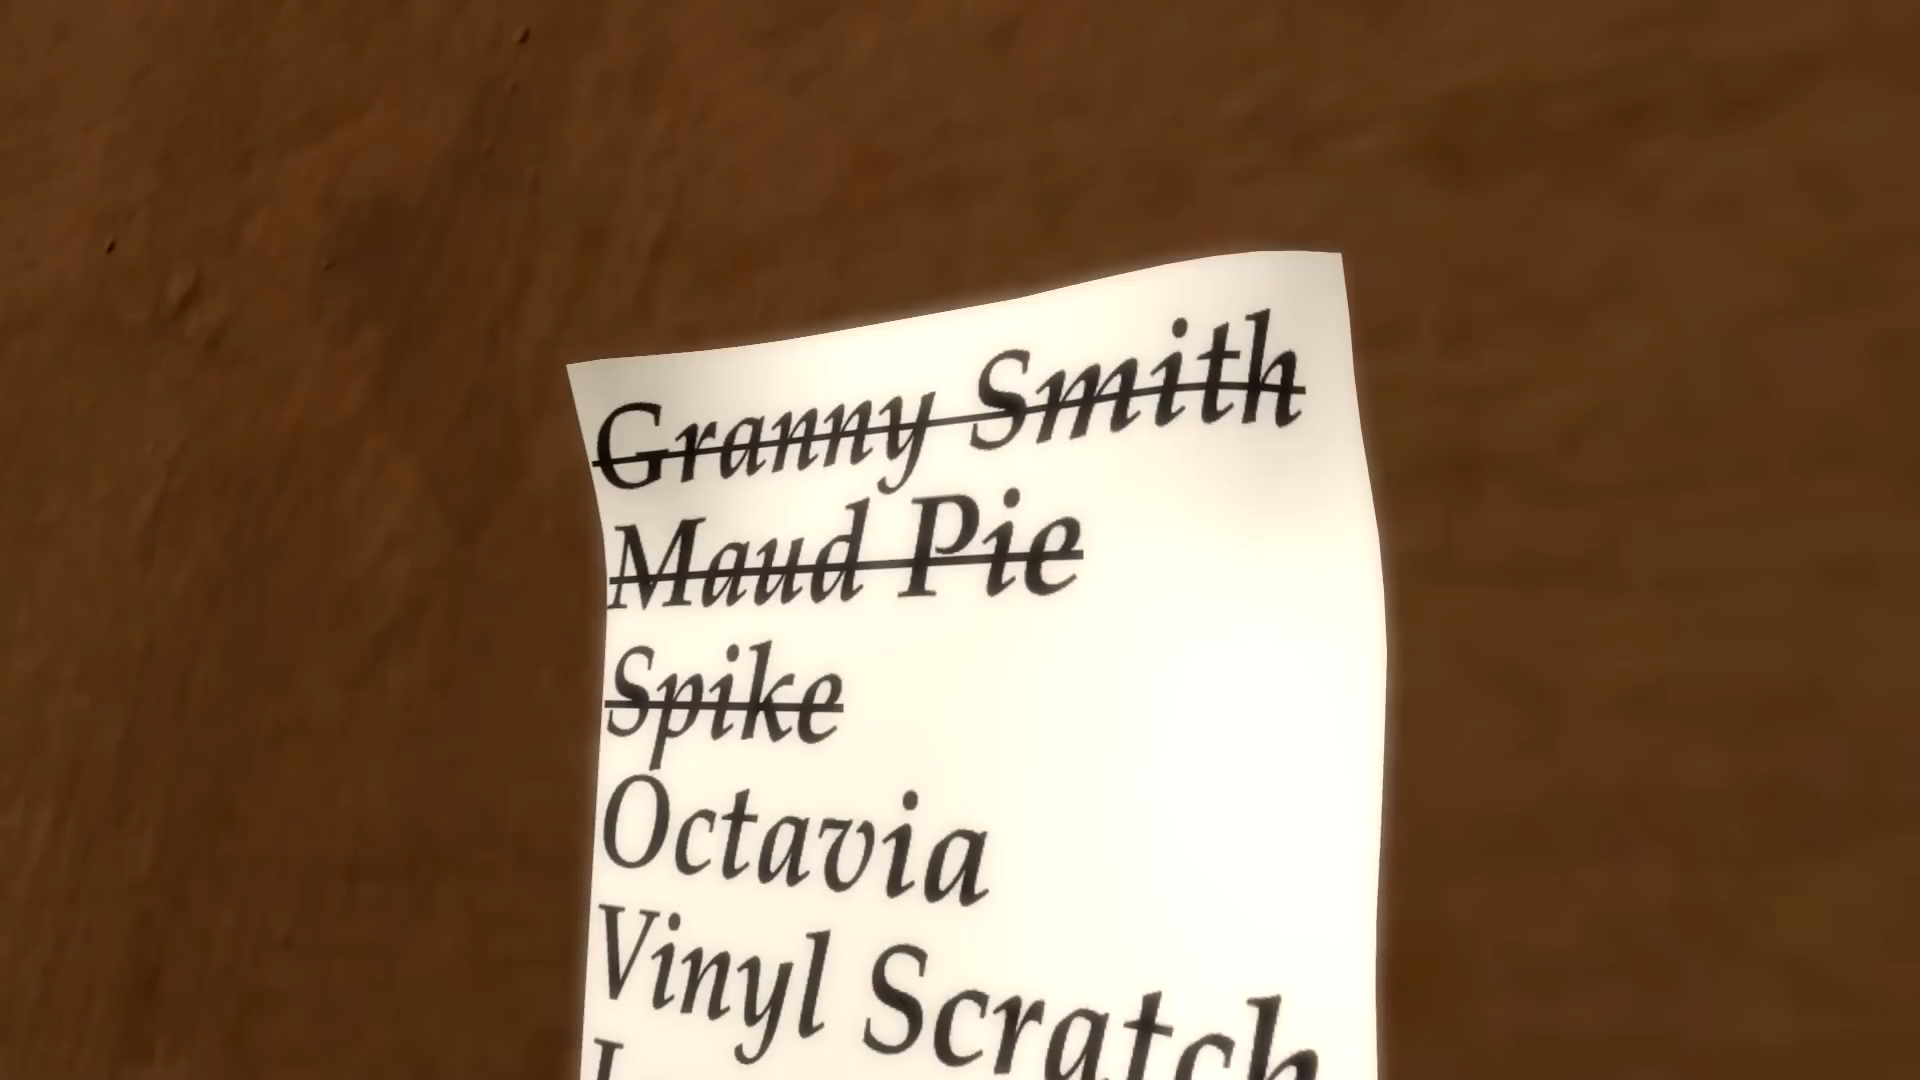 Granny Smith
Maud Pie
Spike
Octavia
Vinyl Scratch